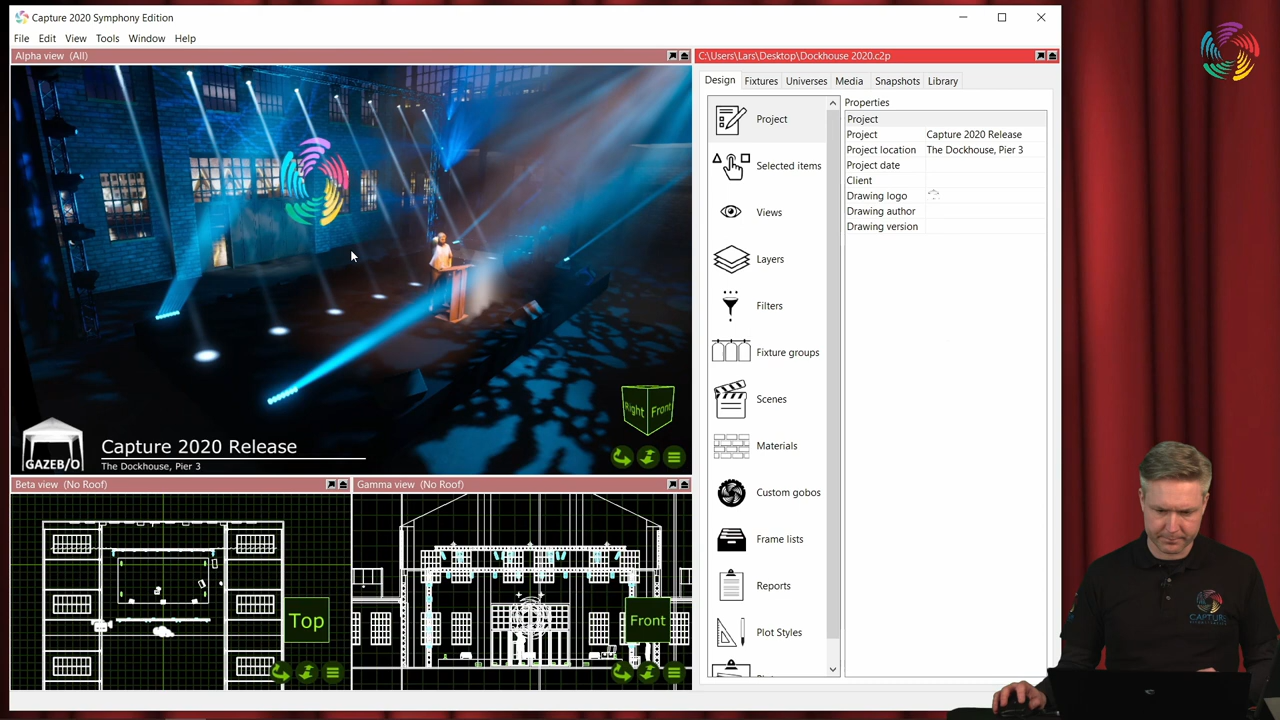 Capture 2020 Symphony Edition
File Edit View Tools Window Help
Alpha view (All)
C:\Users\Lars\Desktop\Dockhouse 2020.c2p
Design Fixtures Universes Media Snapshots Library
Project
Selected items
Views
Layers
Filters
Fixture groups
Scenes
Materials
Custom gobos
Frame lists
Reports
Plot Styles
Properties
Project
Project Capture 2020 Release
Project location The Dockhouse, Pier 3
Project date
Client
Drawing logo
Drawing author
Drawing version
Right Front
GAZEB/O
Capture 2020 Release
The Dockhouse, Pier 3
Beta view (No Roof)
Top
Gamma view (No Roof)
Front
CAPTURE